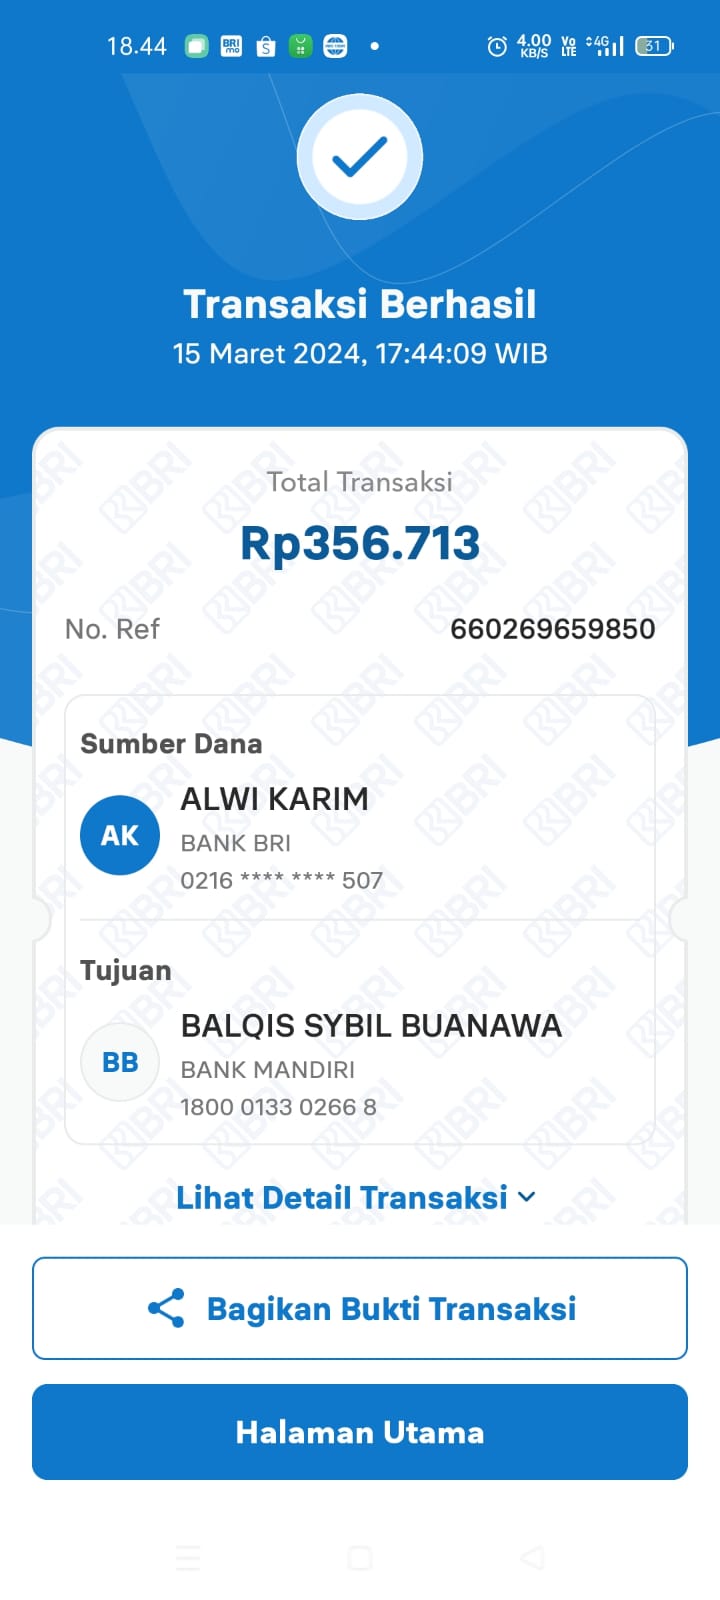 18.44 BRI mo S 4.00 KB/S Vo LTE 4G 31
Transaksi Berhasil
15 Maret 2024, 17:44:09 WIB
Total Transaksi
Rp356.713
No. Ref 660269659850
Sumber Dana
AK
ALWI KARIM
BANK BRI
0216 **** **** 507
Tujuan
BB
BALQIS SYBIL BUANAWA
BANK MANDIRI
1800 0133 0266 8
Lihat Detail Transaksi
Bagikan Bukti Transaksi
Halaman Utama